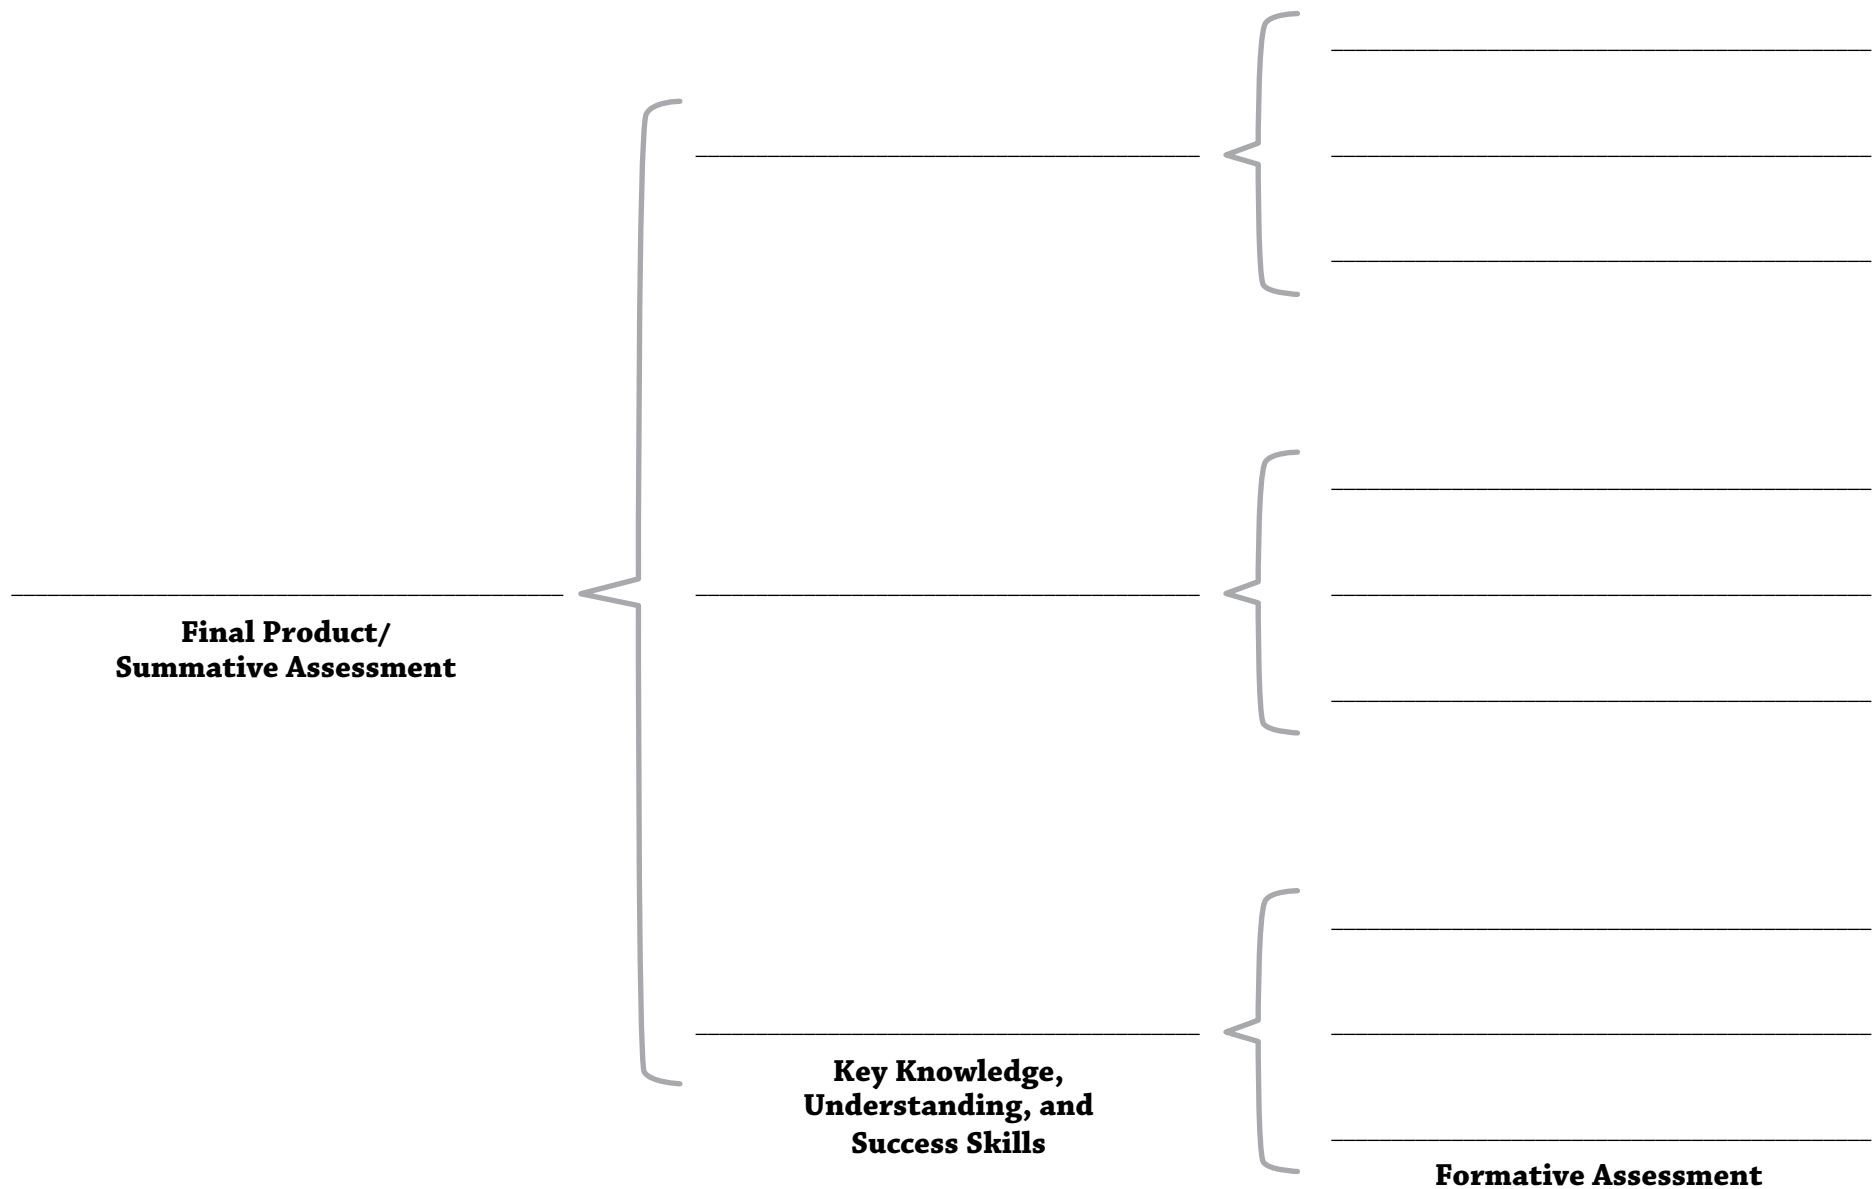 Final Product/
Summative Assessment
Key Knowledge,
Understanding, and
Success Skills
Formative Assessment